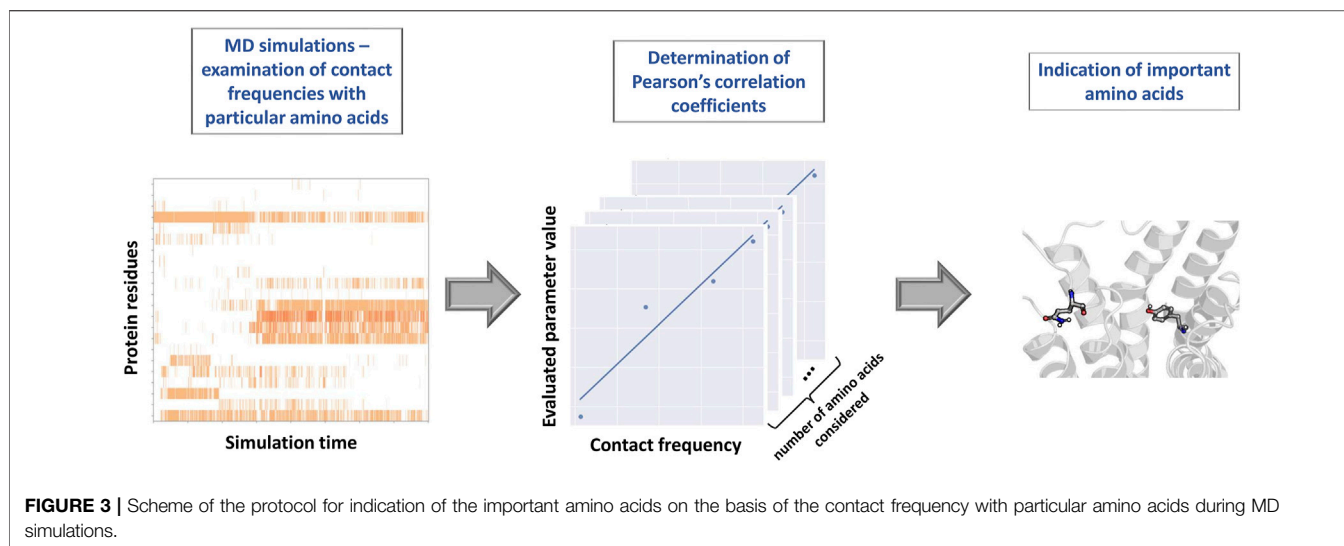 MD simulations –
examination of contact
frequencies with
particular amino acids
Determination of
Pearson's correlation
coefficients
Indication of important
amino acids
Protein residues
Simulation time
Evaluated parameter value
Contact frequency
...
number of amino acids
considered
FIGURE 3 | Scheme of the protocol for indication of the important amino acids on the basis of the contact frequency with particular amino acids during MD
simulations.